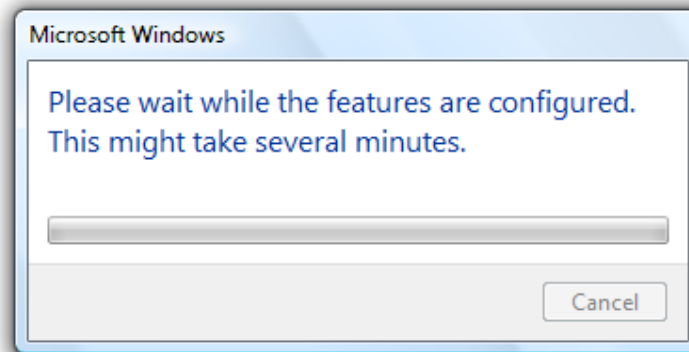 Microsoft Windows
Please wait while the features are configured.
This might take several minutes.
Cancel